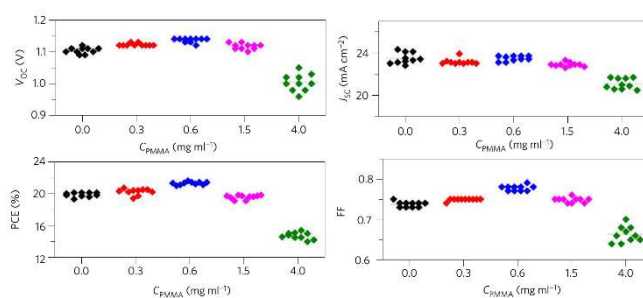 1.2
1.1
1.0
0.9
V_OC (V)
0.0 0.3 0.6 1.5 4.0
C_PMMA (mg ml⁻¹)
26
24
22
20
J_SC (mA cm⁻²)
0.0 0.3 0.6 1.5 4.0
C_PMMA (mg ml⁻¹)
24
20
16
12
PCE (%)
0.0 0.3 0.6 1.5 4.0
C_PMMA (mg ml⁻¹)
0.8
0.7
0.6
FF
0.0 0.3 0.6 1.5 4.0
C_PMMA (mg ml⁻¹)